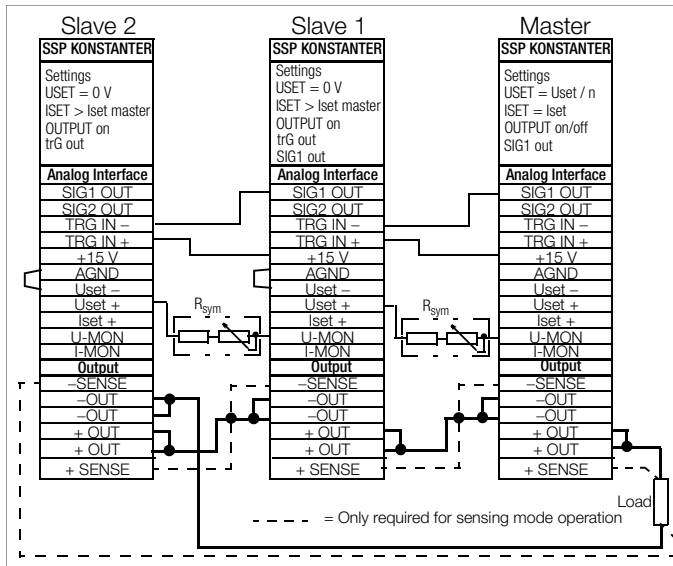 Slave 2
SSP KONSTANTER
Settings
USET = 0 V
ISET > Iset master
OUTPUT on
trG out
Analog Interface
SIG1 OUT
SIG2 OUT
TRG IN –
TRG IN +
+15 V
AGND
Uset –
Uset +
Iset +
U-MON
I-MON
Output
–SENSE
–OUT
–OUT
+ OUT
+ OUT
+ SENSE
Rsym
Slave 1
SSP KONSTANTER
Settings
USET = 0 V
ISET > Iset master
OUTPUT on
trG out
SIG1 out
Analog Interface
SIG1 OUT
SIG2 OUT
TRG IN –
TRG IN +
+15 V
AGND
Uset –
Uset +
Iset +
U-MON
I-MON
Output
–SENSE
–OUT
–OUT
+ OUT
+ OUT
+ SENSE
Rsym
Master
SSP KONSTANTER
Settings
USET = Uset / n
ISET = Iset
OUTPUT on/off
SIG1 out
Analog Interface
SIG1 OUT
SIG2 OUT
TRG IN –
TRG IN +
+15 V
AGND
Uset –
Uset +
Iset +
U-MON
I-MON
Output
–SENSE
–OUT
–OUT
+ OUT
+ OUT
+ SENSE
Load
= Only required for sensing mode operation